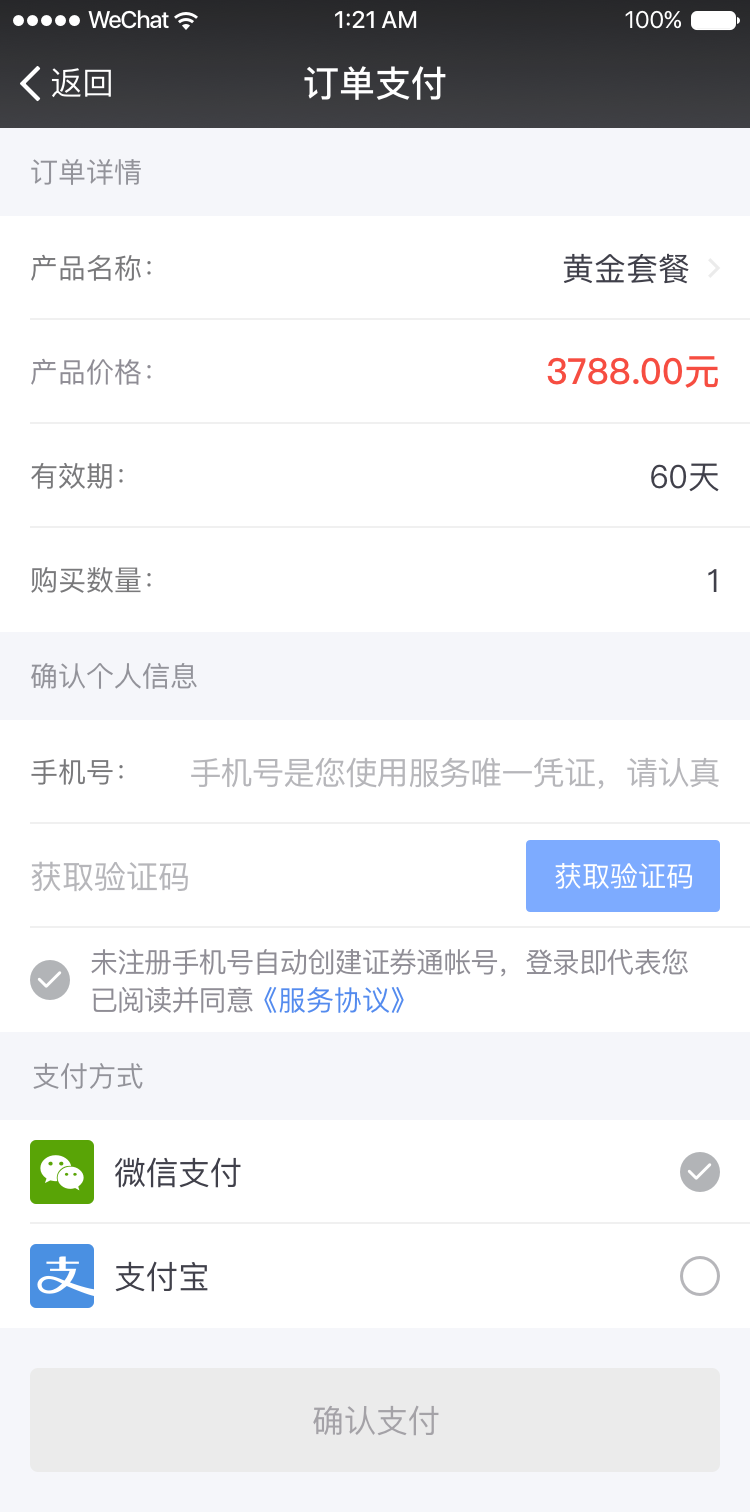 WeChat 1:21 AM 100%
返回 订单支付
订单详情
产品名称: 黄金套餐
产品价格: 3788.00元
有效期: 60天
购买数量: 1
确认个人信息
手机号: 手机号是您使用服务唯一凭证，请认真
获取验证码 获取验证码
未注册手机号自动创建证券通帐号，登录即代表您
已阅读并同意《服务协议》
支付方式
微信支付
支 支付宝
确认支付